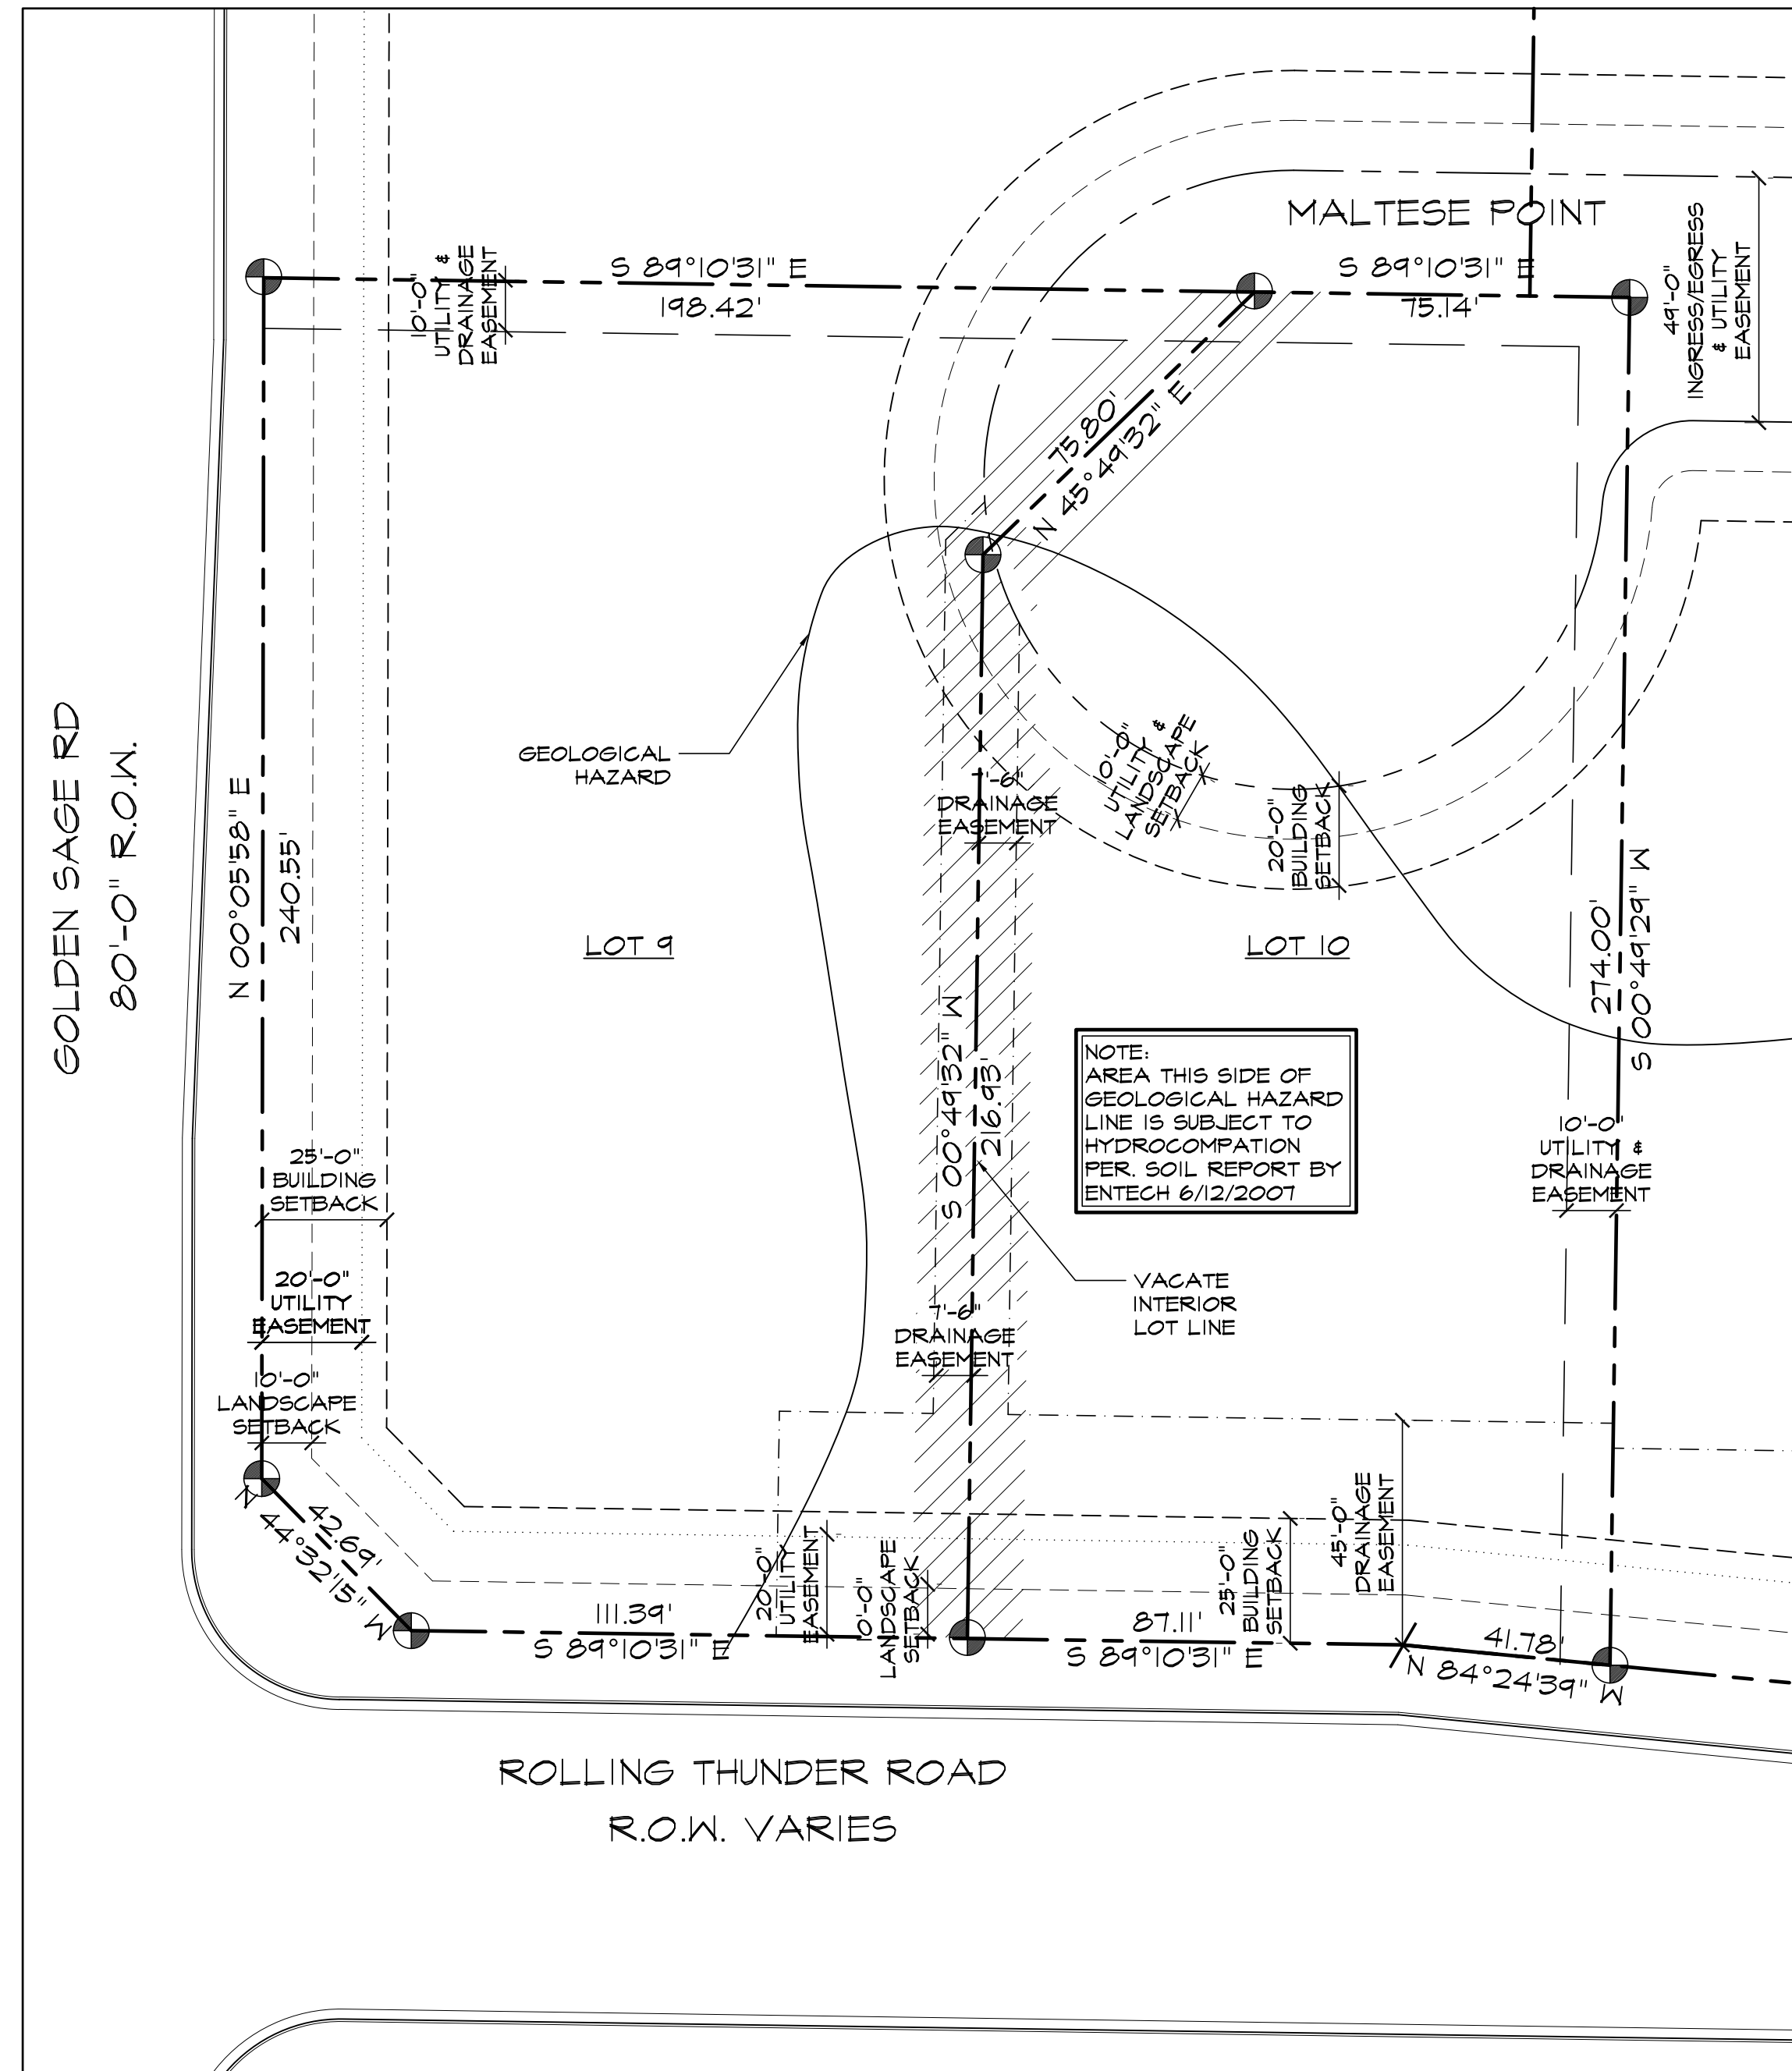 MALTESE POINT
S 89°10'31" E
198.42'
S 89°10'31" E
75.14'
10'-0"
UTILITY &
DRAINAGE
EASEMENT
49'-0"
INGRESS/EGRESS
& UTILITY
EASEMENT
75.80'
N 45°49'32" E
GOLDEN SAGE RD
80'-0" R.O.W.
N 00°05'58" E
240.55'
GEOLOGICAL
HAZARD
7'-6"
DRAINAGE
EASEMENT
0'-0"
UTILITY &
LANDSCAPE
SETBACK
20'-0"
BUILDING
SETBACK
LOT 9
LOT 10
274.00'
S 00°49'29" W
S 00°49'32" W
216.93'
NOTE:
AREA THIS SIDE OF
GEOLOGICAL HAZARD
LINE IS SUBJECT TO
HYDROCOMPATION
PER. SOIL REPORT BY
ENTECH 6/12/2007
25'-0"
BUILDING
SETBACK
10'-0"
UTILITY &
DRAINAGE
EASEMENT
20'-0"
UTILITY
EASEMENT
VACATE
INTERIOR
LOT LINE
7'-6"
DRAINAGE
EASEMENT
10'-0"
LANDSCAPE
SETBACK
42.69'
N 44°32'15" W
20'-0"
UTILITY
EASEMENT
0'-0"
LANDSCAPE
SETBACK
25'-0"
BUILDING
SETBACK
45'-0"
DRAINAGE
EASEMENT
111.39'
S 89°10'31" E
87.11'
S 89°10'31" E
41.78'
N 84°24'39" W
ROLLING THUNDER ROAD
R.O.W. VARIES